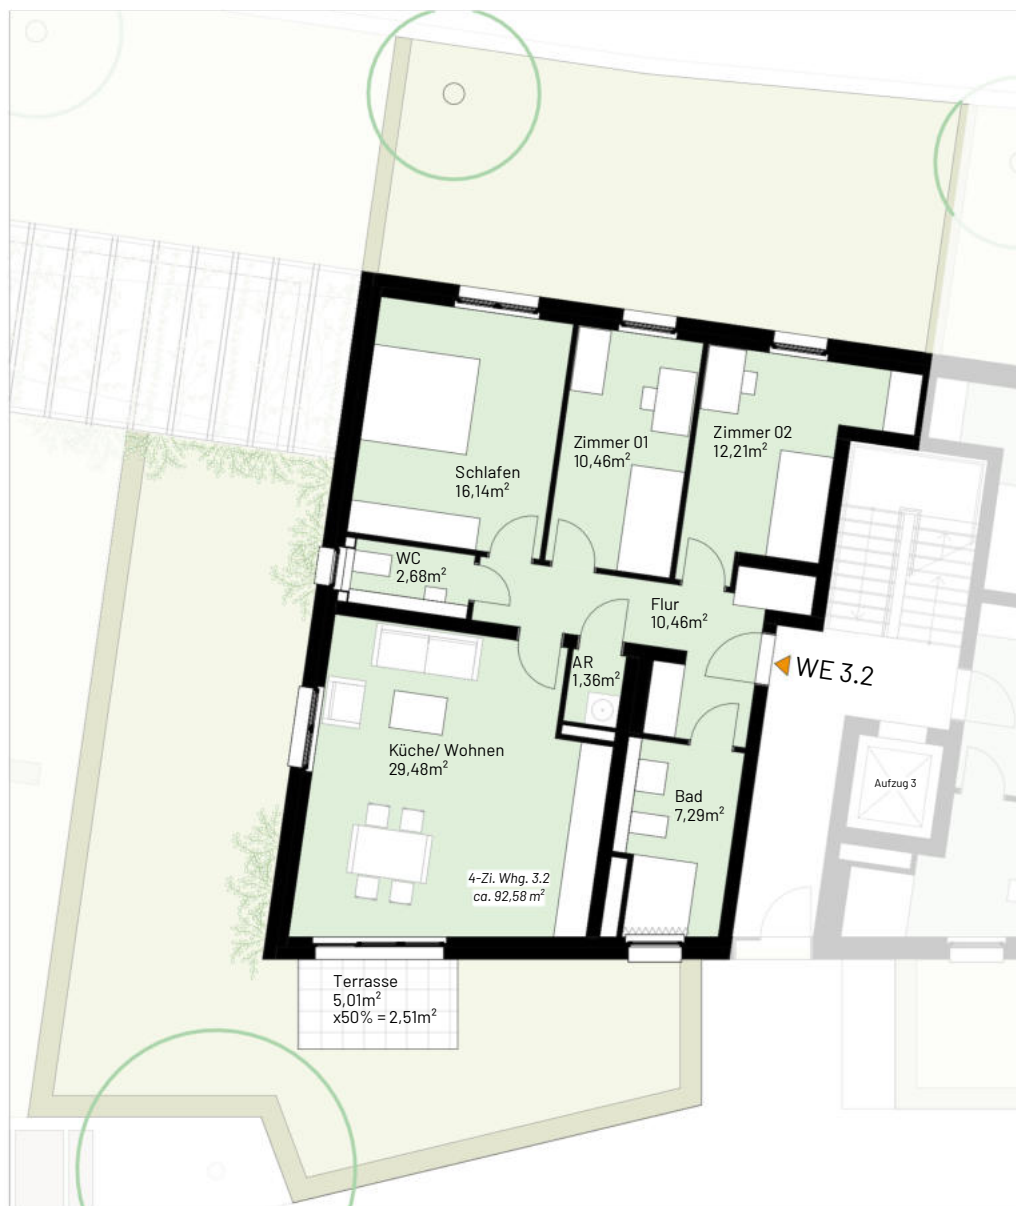 Zimmer 02
12,21m²
Zimmer 01
10,46m²
Schlafen
16,14m²
WC
2,68m²
Flur
10,46m²
AR
1,36m²
WE 3.2
Küche/ Wohnen
29,48m²
Aufzug 3
Bad
7,29m²
4-Zi. Whg. 3.2
ca. 92,58 m²
Terrasse
5,01m²
x50% = 2,51m²